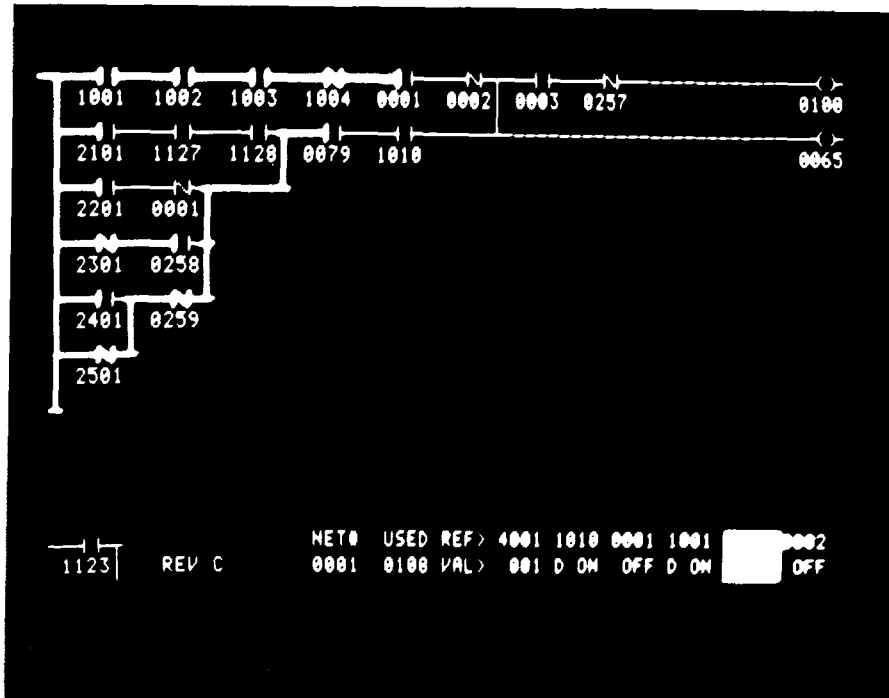 1001 1002 1003 1004 0001 0002 0003 0257 0100
2101 1127 1128 0079 1010 0065
2201 0001
2301 0258
2401 0259
2501
NET# USED REF> 4001 1010 0001 1001 0002
1123 REV C 0001 0100 VAL> 001 D ON OFF D ON OFF